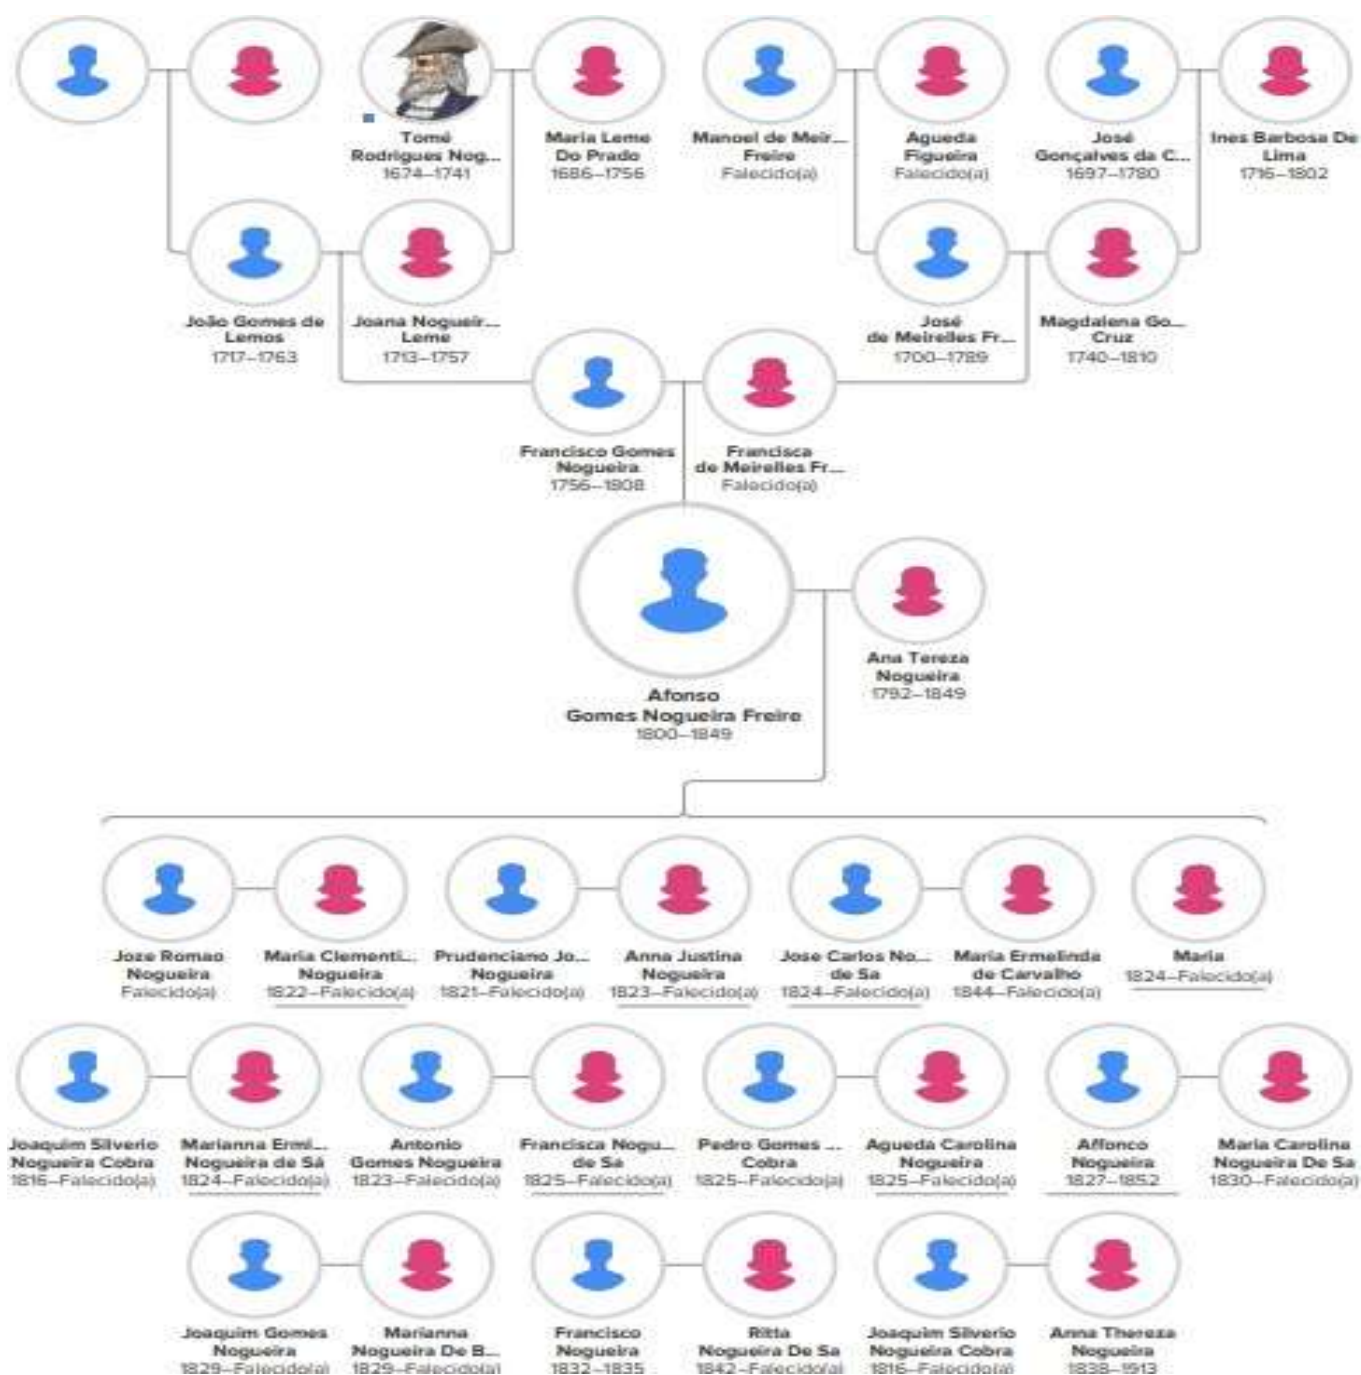 Tomé
Rodrigues Nog...
1674–1741
Maria Leme
Do Prado
1686–1756
Manoel de Meir...
Freire
Falecido(a)
Agueda
Figueira
Falecido(a)
José
Gonçalves da C...
1697–1780
Ines Barbosa De
Lima
1716–1802
João Gomes de
Lemos
1717–1763
Joana Nogueir...
Leme
1713–1757
José
de Meirelles Fr...
1700–1789
Magdalena Go...
Cruz
1740–1810
Francisco Gomes
Nogueira
1756–1808
Francisca
de Meirelles Fr...
Falecido(a)
Afonso
Gomes Nogueira Freire
1800–1849
Ana Tereza
Nogueira
1792–1849
Joze Romao
Nogueira
Falecido(a)
Maria Clementi...
Nogueira
1822–Falecido(a)
Prudenciano Jo...
Nogueira
1821–Falecido(a)
Anna Justina
Nogueira
1823–Falecido(a)
Jose Carlos No...
de Sa
1824–Falecido(a)
Maria Ermelinda
de Carvalho
1844–Falecido(a)
Maria
1824–Falecido(a)
Joaquim Silverio
Nogueira Cobra
1816–Falecido(a)
Marianna Ermi...
Nogueira de Sá
1824–Falecido(a)
Antonio
Gomes Nogueira
1823–Falecido(a)
Francisca Nogu...
de Sa
1825–Falecido(a)
Pedro Gomes ...
Cobra
1825–Falecido(a)
Agueda Carolina
Nogueira
1825–Falecido(a)
Affonco
Nogueira
1827–1852
Maria Carolina
Nogueira De Sa
1830–Falecido(a)
Joaquim Gomes
Nogueira
1829–Falecido(a)
Marianna
Nogueira De B...
1829–Falecido(a)
Francisco
Nogueira
1832–1835
Ritta
Nogueira De Sa
1842–Falecido(a)
Joaquim Silverio
Nogueira Cobra
1816–Falecido(a)
Anna Thereza
Nogueira
1838–1913